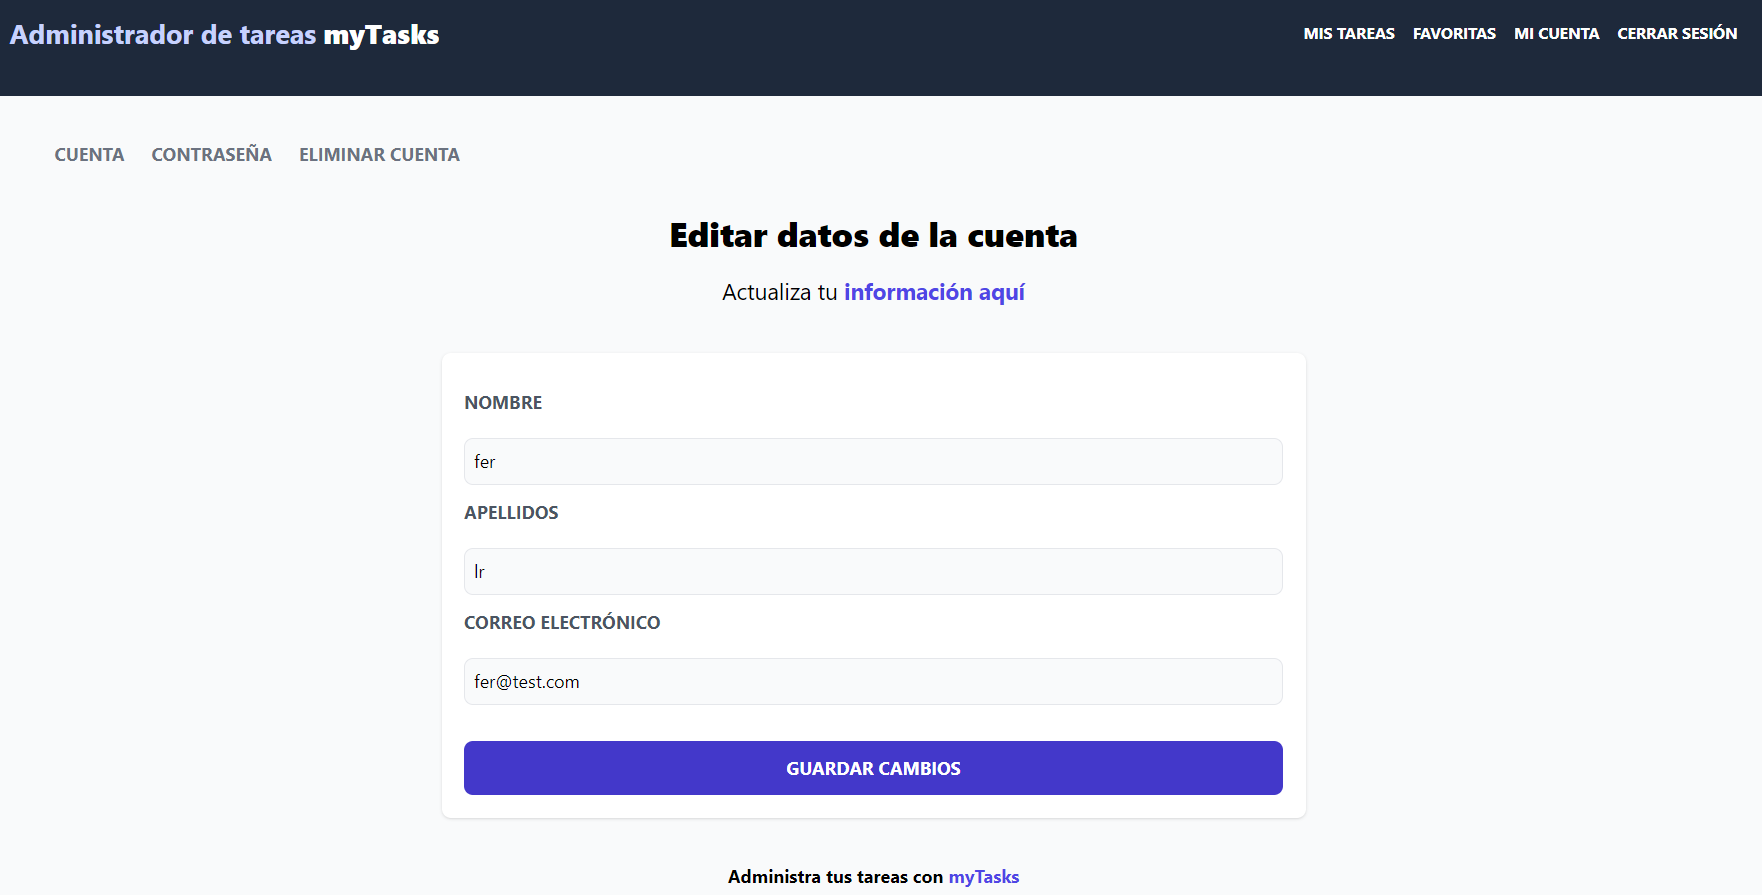 Administrador de tareas myTasks
MIS TAREAS FAVORITAS MI CUENTA CERRAR SESIÓN
CUENTA CONTRASEÑA ELIMINAR CUENTA
Editar datos de la cuenta
Actualiza tu información aquí
NOMBRE
fer
APELLIDOS
lr
CORREO ELECTRÓNICO
fer@test.com
GUARDAR CAMBIOS
Administra tus tareas con myTasks